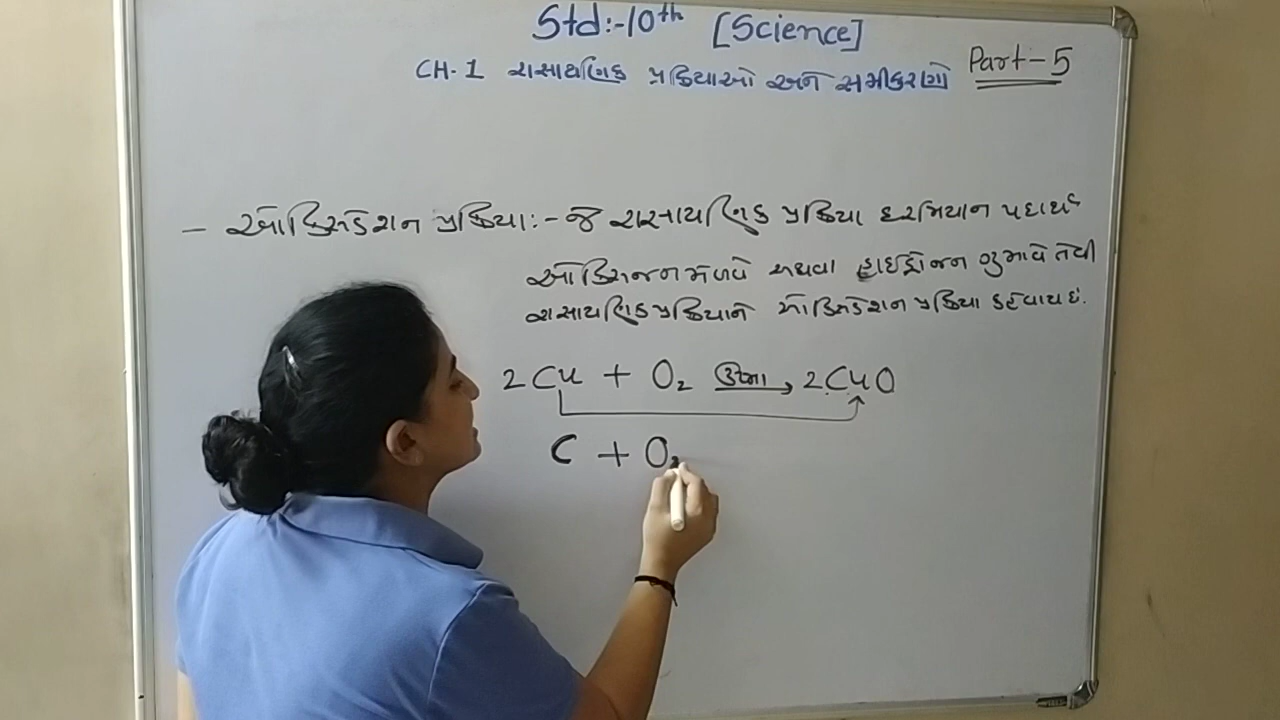 Std:-10th [Science]
CH-1 રાસાયણિક પ્રક્રિયાઓ અને સમીકરણો Part-5
- ઓક્સિડેશન પ્રક્રિયા:- જે રાસાયણિક પ્રક્રિયા દરમિયાન પદાર્થ
ઓક્સિજન મેળવે અથવા હાઈડ્રોજન ગુમાવે તેવી
રાસાયણિક પ્રક્રિયાને ઓક્સિડેશન પ્રક્રિયા કહેવાય છે.
2Cu + O₂ ઉષ્મા→ 2CuO
C + O₂